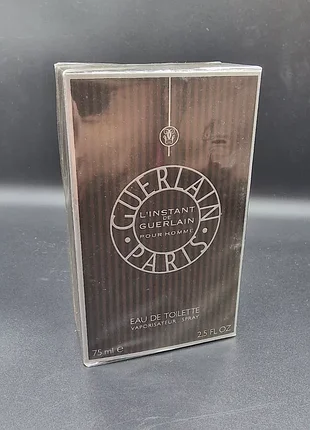 GUERLAIN
L'INSTANT
DE
GUERLAIN
POUR HOMME
PARIS
EAU DE TOILETTE
VAPORISATEUR SPRAY
75 ml e 2.5 FL OZ